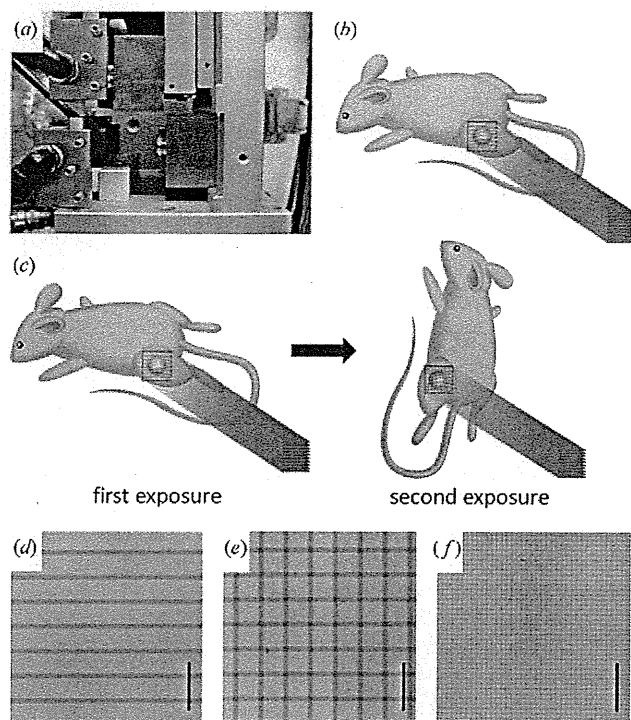 (a)
(b)
(c)
first exposure
second exposure
(d)
(e)
(f)